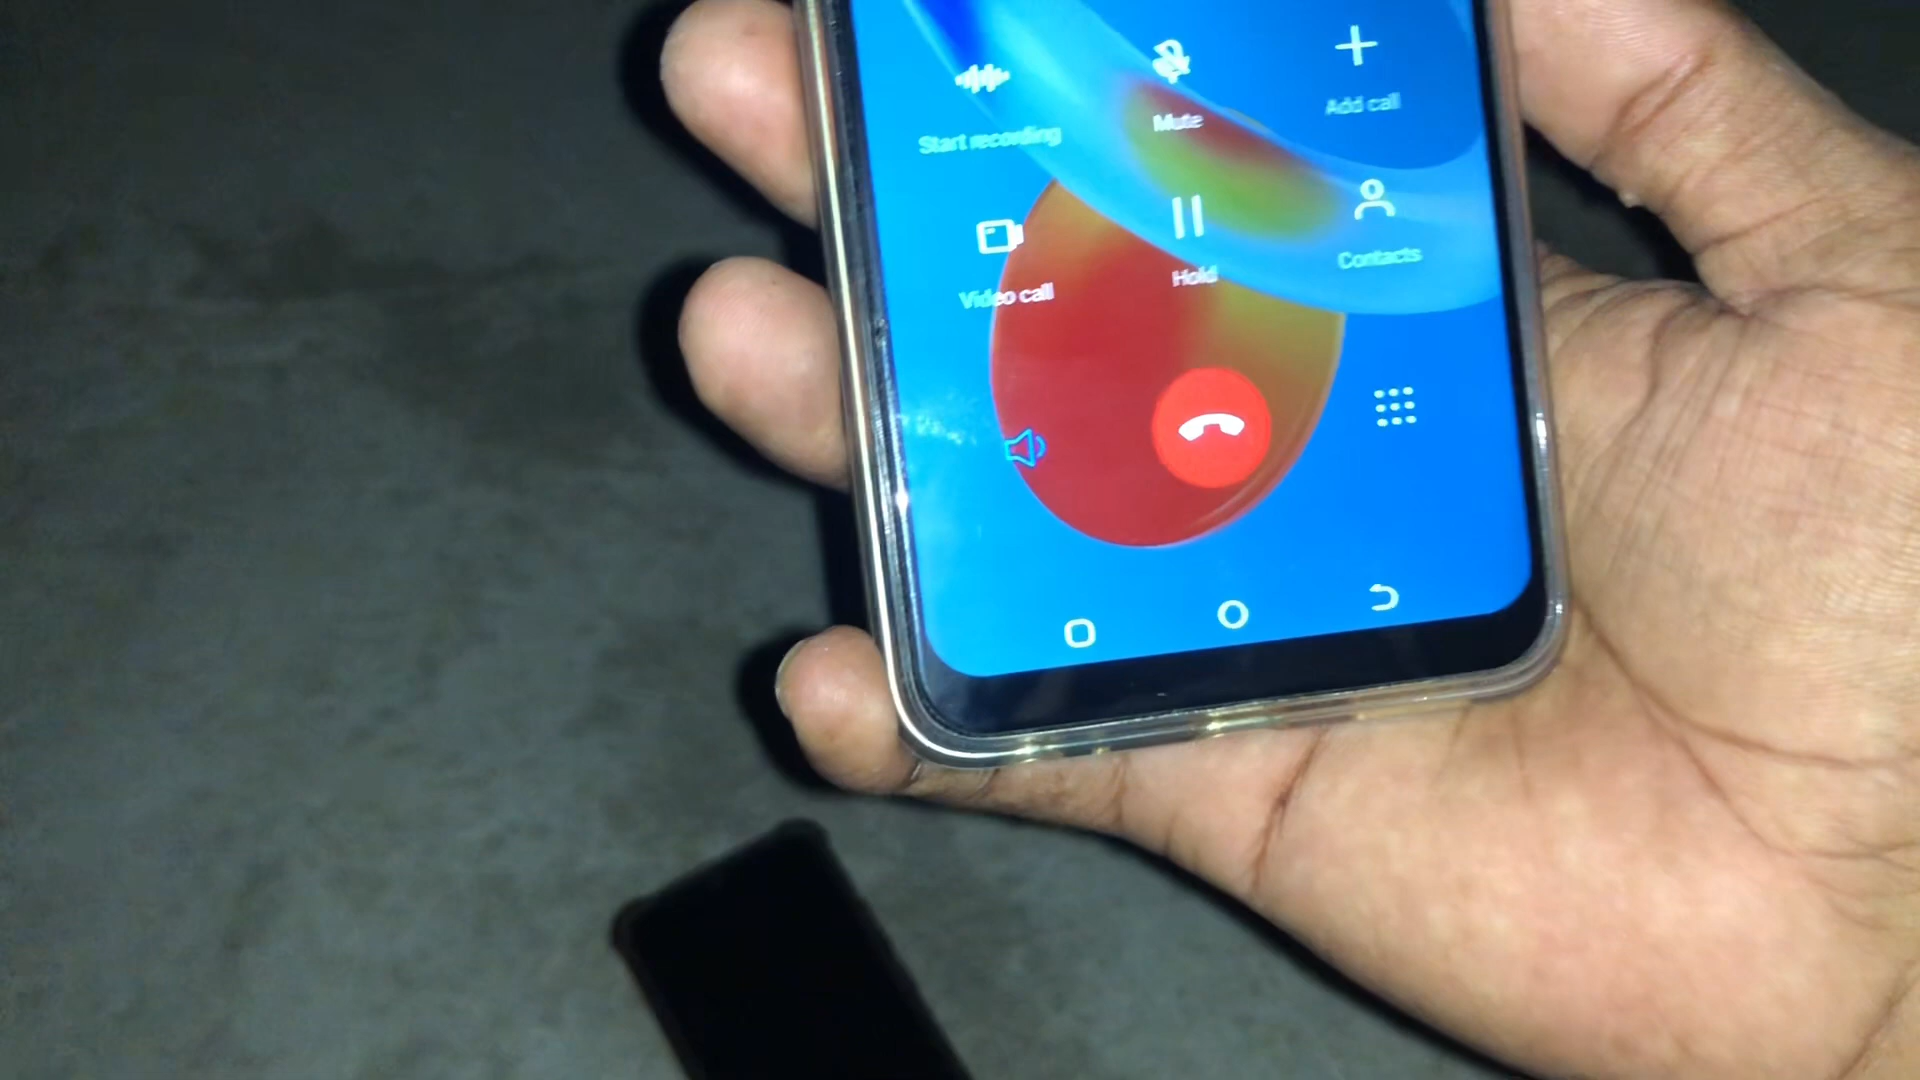 Start recording
Mute
Add call
Video call
Hold
Contacts